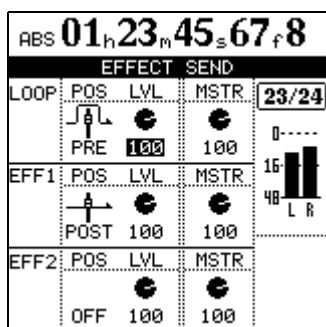 ABS 01h23m45s67f8
EFFECT SEND
LOOP POS LVL MSTR 23/24
PRE 100 100
0-----
16-
48-
L R
EFF1 POS LVL MSTR
POST 100 100
EFF2 POS LVL MSTR
OFF 100 100